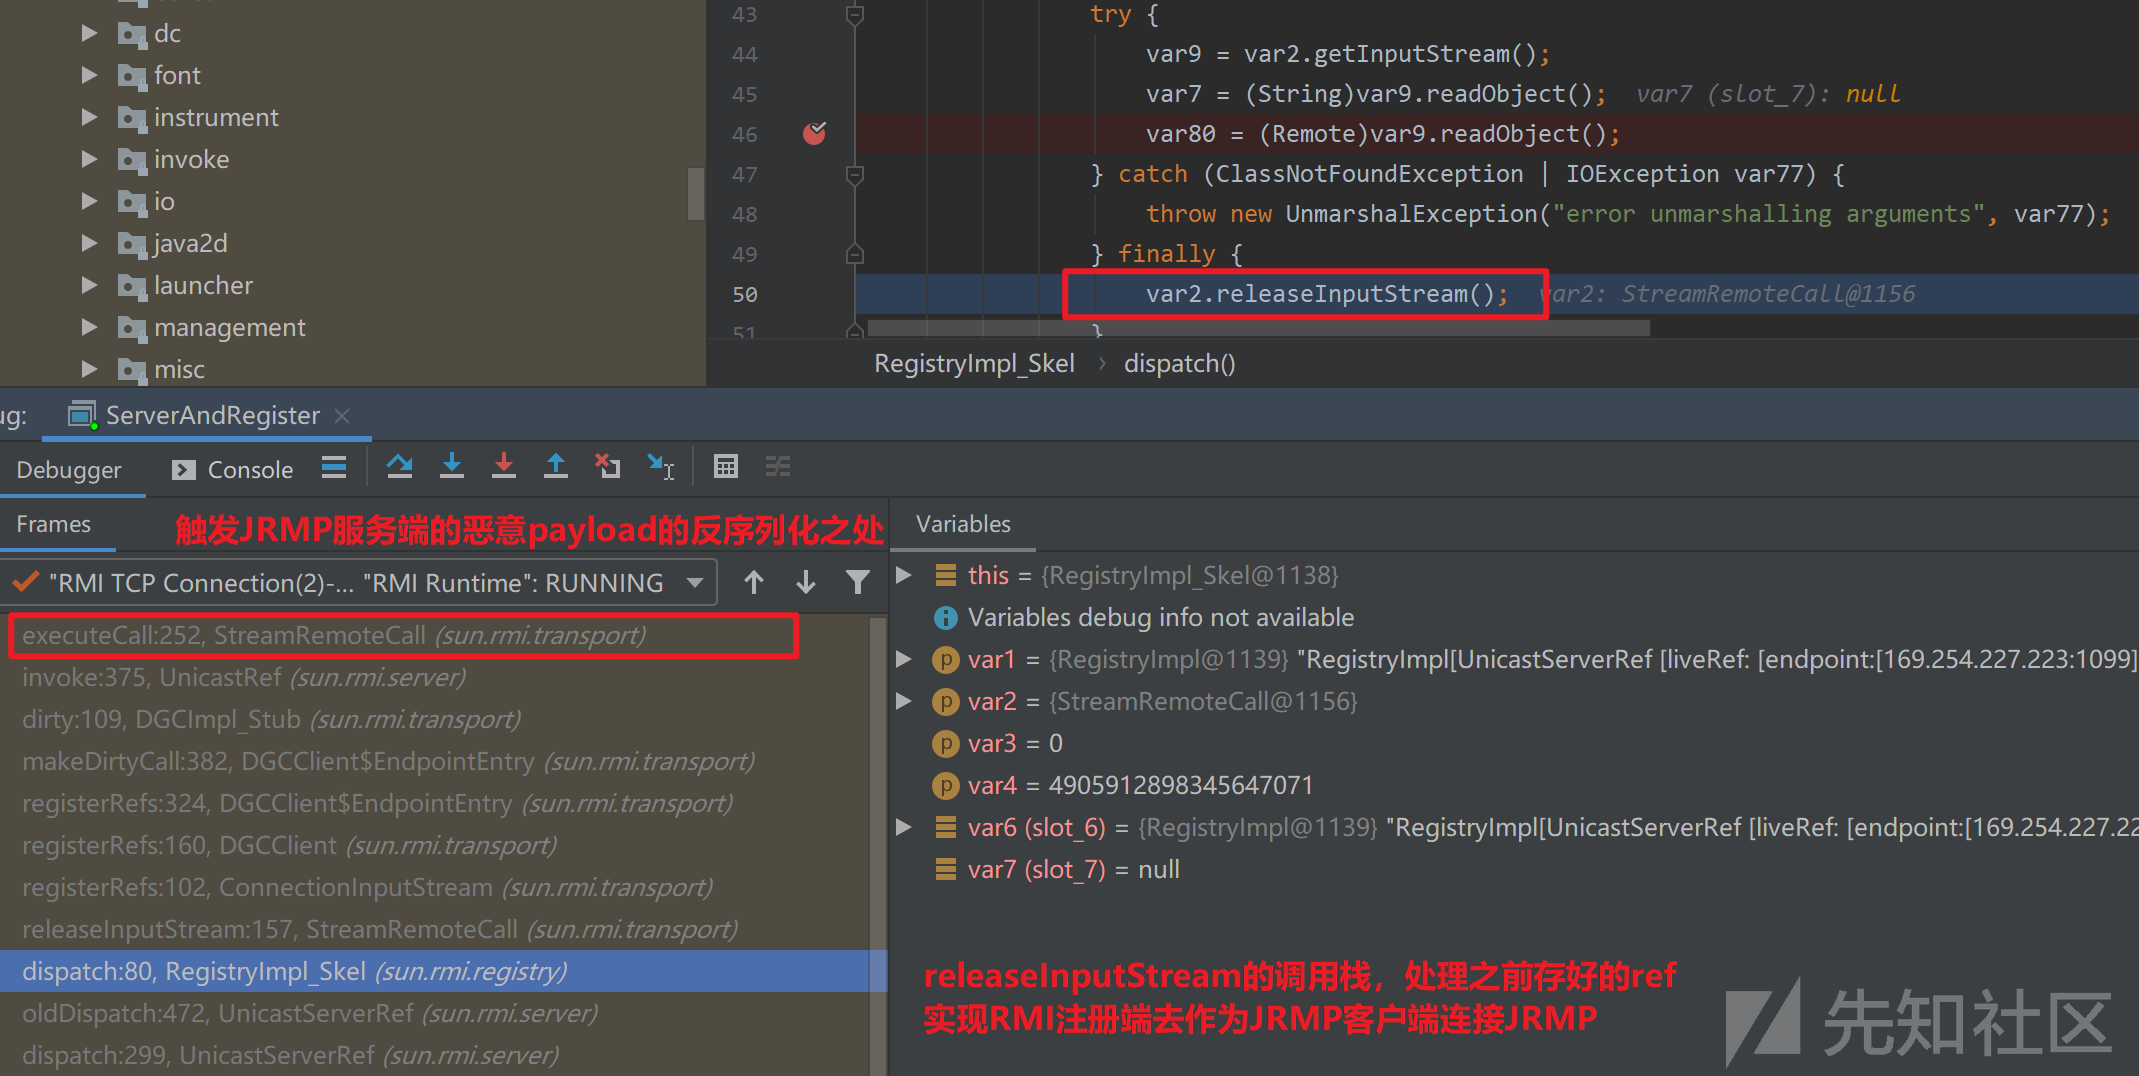 dc
font
instrument
invoke
io
java2d
launcher
management
misc
43 try {
44 var9 = var2.getInputStream();
45 var7 = (String)var9.readObject(); var7 (slot_7): null
46 var80 = (Remote)var9.readObject();
47 } catch (ClassNotFoundException | IOException var77) {
48 throw new UnmarshalException("error unmarshalling arguments", var77);
49 } finally {
50 var2.releaseInputStream(); var2: StreamRemoteCall@1156
51 }
RegistryImpl_Skel › dispatch()
ug: ServerAndRegister
Debugger Console
Frames 触发JRMP服务端的恶意payload的反序列化之处
"RMI TCP Connection(2)-... "RMI Runtime": RUNNING
executeCall:252, StreamRemoteCall (sun.rmi.transport)
invoke:375, UnicastRef (sun.rmi.server)
dirty:109, DGCImpl_Stub (sun.rmi.transport)
makeDirtyCall:382, DGCClient$EndpointEntry (sun.rmi.transport)
registerRefs:324, DGCClient$EndpointEntry (sun.rmi.transport)
registerRefs:160, DGCClient (sun.rmi.transport)
registerRefs:102, ConnectionInputStream (sun.rmi.transport)
releaseInputStream:157, StreamRemoteCall (sun.rmi.transport)
dispatch:80, RegistryImpl_Skel (sun.rmi.registry)
oldDispatch:472, UnicastServerRef (sun.rmi.server)
dispatch:299, UnicastServerRef (sun.rmi.server)
Variables
this = {RegistryImpl_Skel@1138}
Variables debug info not available
var1 = {RegistryImpl@1139} "RegistryImpl[UnicastServerRef [liveRef: [endpoint:[169.254.227.223:1099]
var2 = {StreamRemoteCall@1156}
var3 = 0
var4 = 4905912898345647071
var6 (slot_6) = {RegistryImpl@1139} "RegistryImpl[UnicastServerRef [liveRef: [endpoint:[169.254.227.22
var7 (slot_7) = null
releaseInputStream的调用栈，处理之前存好的ref
实现RMI注册端去作为JRMP客户端连接JRMP
先知社区